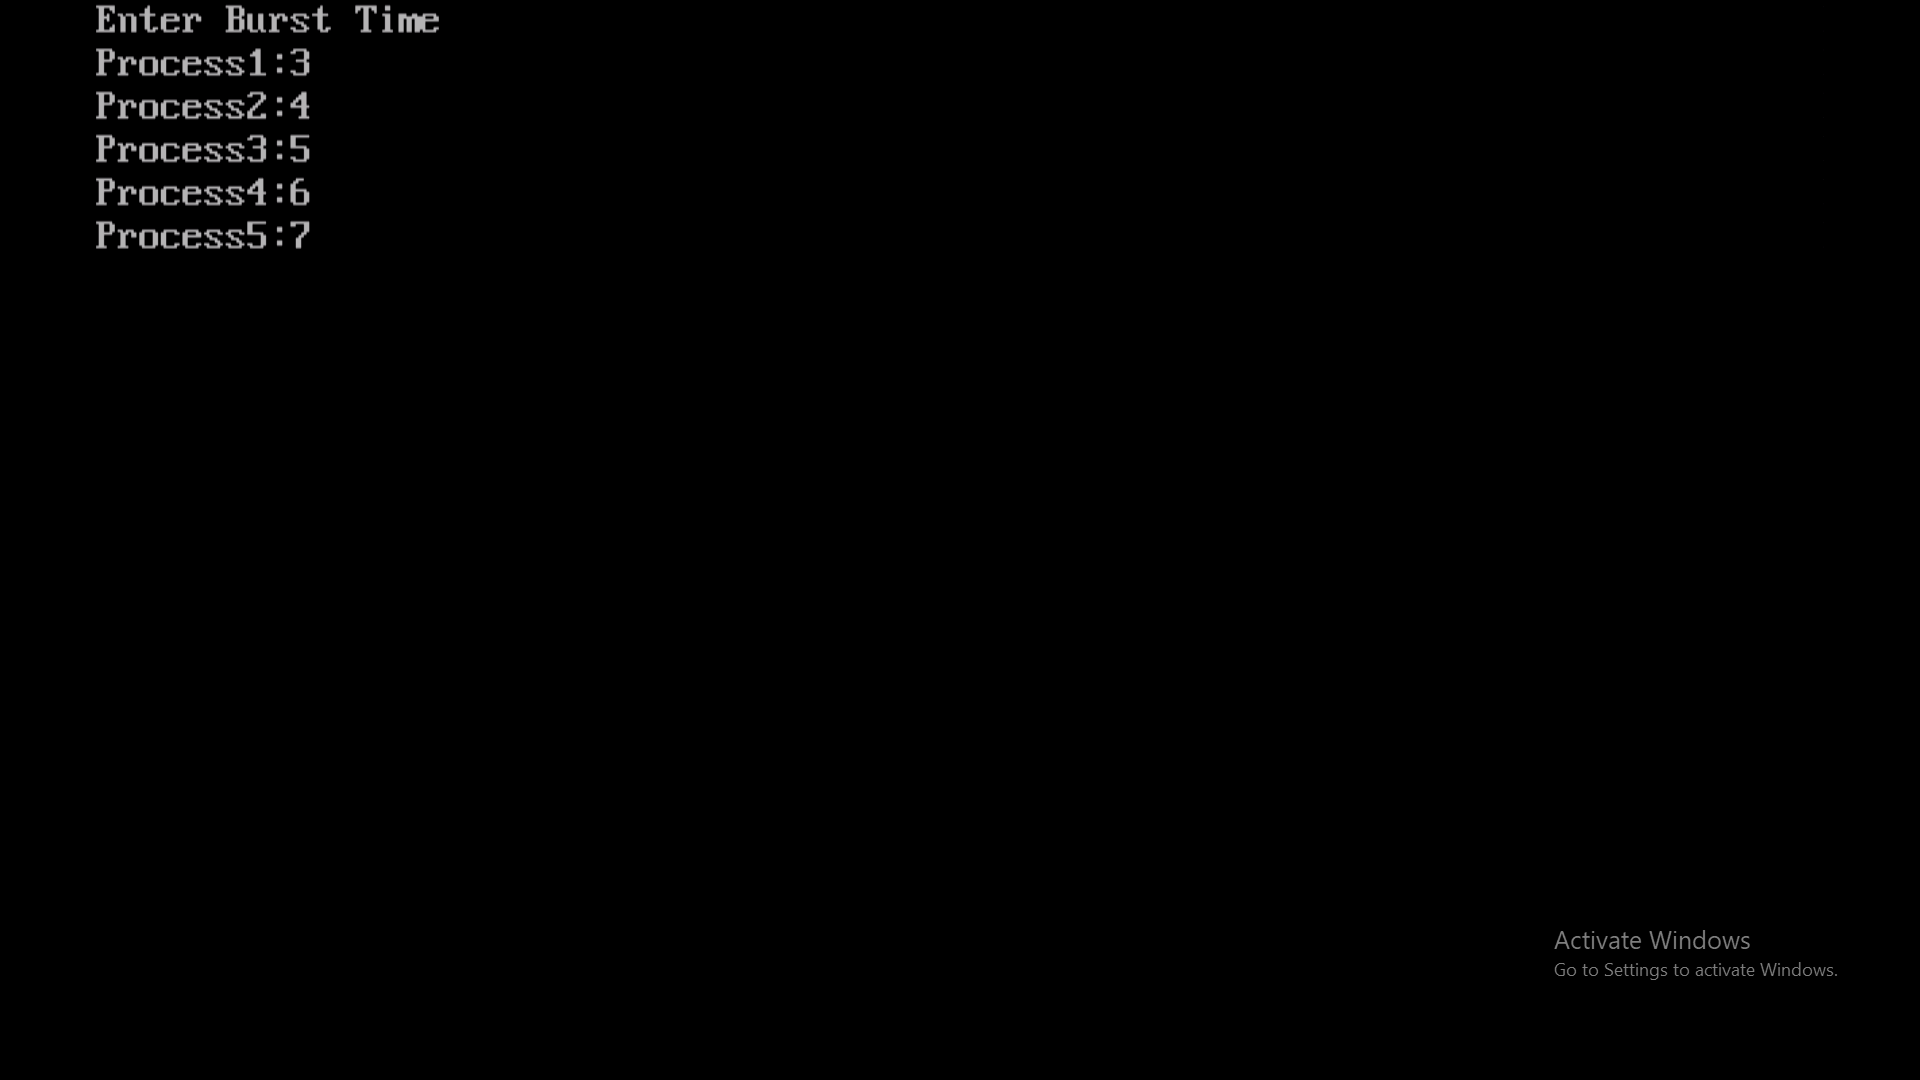 Enter Burst Time
Process1:3
Process2:4
Process3:5
Process4:6
Process5:7
Activate Windows
Go to Settings to activate Windows.